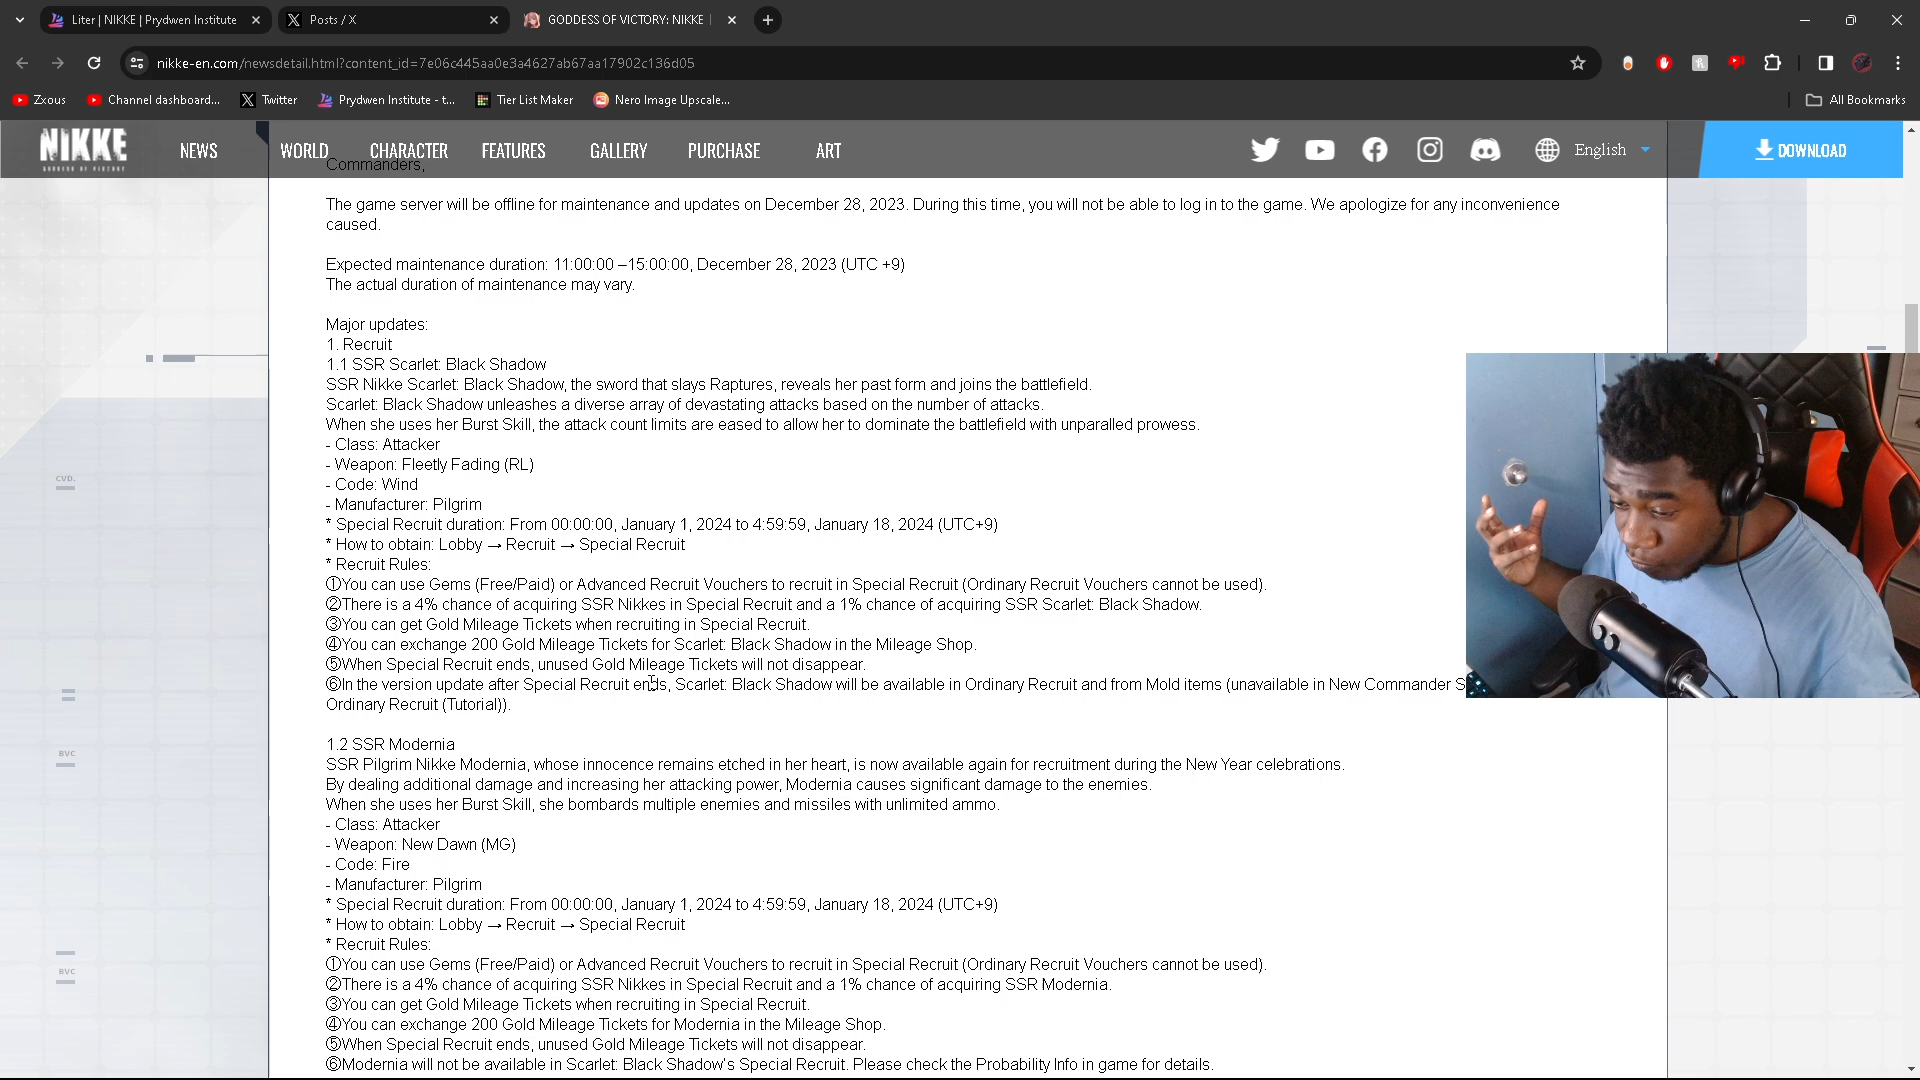 Liter | NIKKE | Prydwen Institute
Posts / X
GODDESS OF VICTORY: NIKKE
nikke-en.com/newsdetail.html?content_id=7e06c445aa0e3a4627ab67aa17902c136d05
Zxous
Channel dashboard...
Twitter
Prydwen Institute - t...
Tier List Maker
Nero Image Upscale...
All Bookmarks
NIKKE
NEWS
WORLD
CHARACTER
FEATURES
GALLERY
PURCHASE
ART
English
DOWNLOAD
Commanders,
The game server will be offline for maintenance and updates on December 28, 2023. During this time, you will not be able to log in to the game. We apologize for any inconvenience
caused.
Expected maintenance duration: 11:00:00 –15:00:00, December 28, 2023 (UTC +9)
The actual duration of maintenance may vary.
Major updates:
1. Recruit
1.1 SSR Scarlet: Black Shadow
SSR Nikke Scarlet: Black Shadow, the sword that slays Raptures, reveals her past form and joins the battlefield.
Scarlet: Black Shadow unleashes a diverse array of devastating attacks based on the number of attacks.
When she uses her Burst Skill, the attack count limits are eased to allow her to dominate the battlefield with unparalled prowess.
- Class: Attacker
- Weapon: Fleetly Fading (RL)
- Code: Wind
- Manufacturer: Pilgrim
* Special Recruit duration: From 00:00:00, January 1, 2024 to 4:59:59, January 18, 2024 (UTC+9)
* How to obtain: Lobby → Recruit → Special Recruit
* Recruit Rules:
①You can use Gems (Free/Paid) or Advanced Recruit Vouchers to recruit in Special Recruit (Ordinary Recruit Vouchers cannot be used).
②There is a 4% chance of acquiring SSR Nikkes in Special Recruit and a 1% chance of acquiring SSR Scarlet: Black Shadow.
③You can get Gold Mileage Tickets when recruiting in Special Recruit.
④You can exchange 200 Gold Mileage Tickets for Scarlet: Black Shadow in the Mileage Shop.
⑤When Special Recruit ends, unused Gold Mileage Tickets will not disappear.
⑥In the version update after Special Recruit ends, Scarlet: Black Shadow will be available in Ordinary Recruit and from Mold items (unavailable in New Commander S
Ordinary Recruit (Tutorial)).
1.2 SSR Modernia
SSR Pilgrim Nikke Modernia, whose innocence remains etched in her heart, is now available again for recruitment during the New Year celebrations.
By dealing additional damage and increasing her attacking power, Modernia causes significant damage to the enemies.
When she uses her Burst Skill, she bombards multiple enemies and missiles with unlimited ammo.
- Class: Attacker
- Weapon: New Dawn (MG)
- Code: Fire
- Manufacturer: Pilgrim
* Special Recruit duration: From 00:00:00, January 1, 2024 to 4:59:59, January 18, 2024 (UTC+9)
* How to obtain: Lobby → Recruit → Special Recruit
* Recruit Rules:
①You can use Gems (Free/Paid) or Advanced Recruit Vouchers to recruit in Special Recruit (Ordinary Recruit Vouchers cannot be used).
②There is a 4% chance of acquiring SSR Nikkes in Special Recruit and a 1% chance of acquiring SSR Modernia.
③You can get Gold Mileage Tickets when recruiting in Special Recruit.
④You can exchange 200 Gold Mileage Tickets for Modernia in the Mileage Shop.
⑤When Special Recruit ends, unused Gold Mileage Tickets will not disappear.
⑥Modernia will not be available in Scarlet: Black Shadow's Special Recruit. Please check the Probability Info in game for details.
CVD.
BVC
BVC